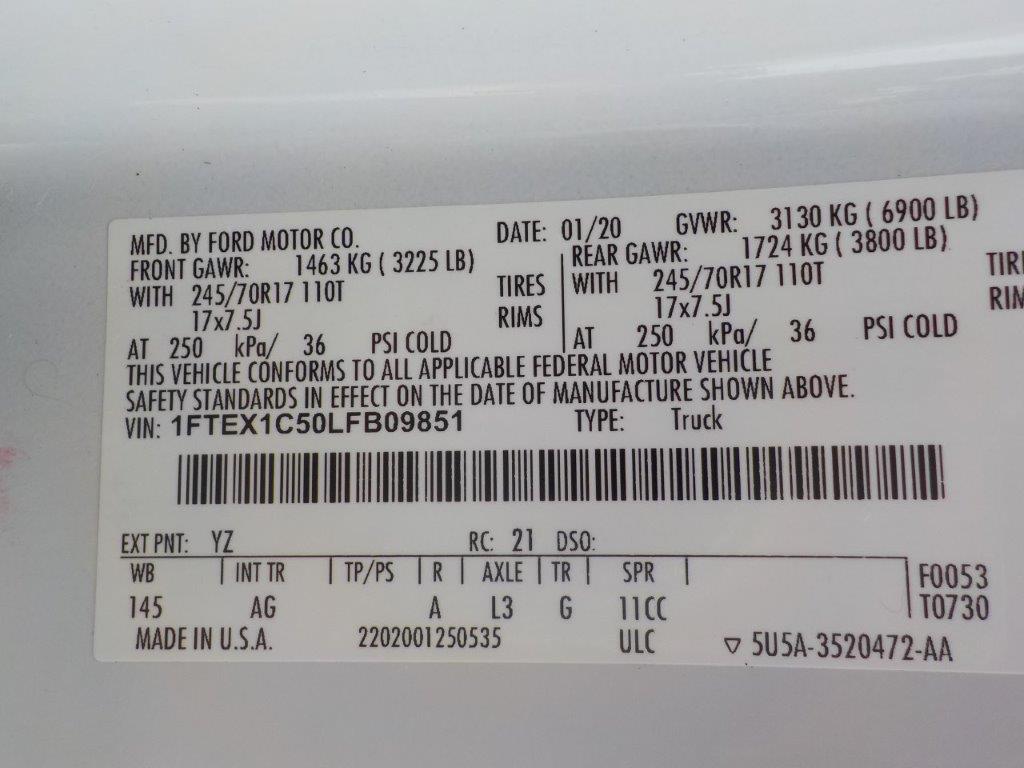 MFD. BY FORD MOTOR CO. DATE: 01/20 GVWR: 3130 KG ( 6900 LB)
FRONT GAWR: 1463 KG ( 3225 LB) REAR GAWR: 1724 KG ( 3800 LB)
WITH 245/70R17 110T TIRES WITH 245/70R17 110T
17x7.5J RIMS 17x7.5J
AT 250 kPa/ 36 PSI COLD AT 250 kPa/ 36 PSI COLD
THIS VEHICLE CONFORMS TO ALL APPLICABLE FEDERAL MOTOR VEHICLE
SAFETY STANDARDS IN EFFECT ON THE DATE OF MANUFACTURE SHOWN ABOVE.
VIN: 1FTEX1C50LFB09851 TYPE: Truck
EXT PNT: YZ RC: 21 DSO:
WB INT TR TP/PS R AXLE TR SPR F0053
145 AG A L3 G 11CC T0730
MADE IN U.S.A. 2202001250535 ULC ▽ 5U5A-3520472-AA